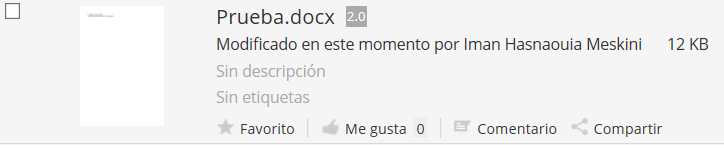 Prueba.docx 2.0
Modificado en este momento por Iman Hasnaouia Meskini 12 KB
Sin descripción
Sin etiquetas
Favorito Me gusta 0 Comentario Compartir